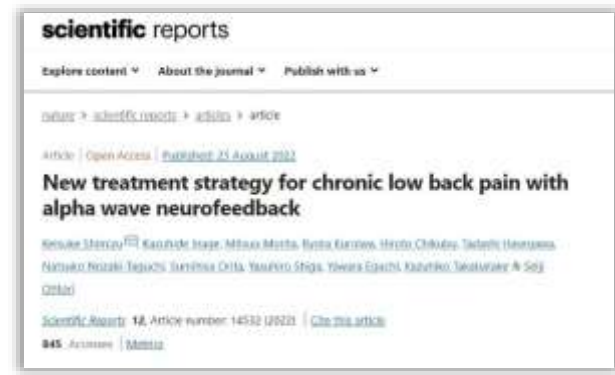 scientific reports
Explore content ˅ About the journal ˅ Publish with us ˅
nature > scientific reports > articles > article
Article | Open Access | Published: 25 August 2022
New treatment strategy for chronic low back pain with
alpha wave neurofeedback
Keisuke Shimizu, Kazuhide Inage, Mitsuo Morita, Ryota Kuroiwa, Hiroto Chikubu, Tadashi Hasegawa,
Natsuko Nozaki-Taguchi, Sumihisa Orita, Yasuhiro Shiga, Yawara Eguchi, Kazuhiko Takabatake & Seiji
Ohtori
Scientific Reports 12, Article number: 14532 (2022) | Cite this article
845 Accesses | Metrics